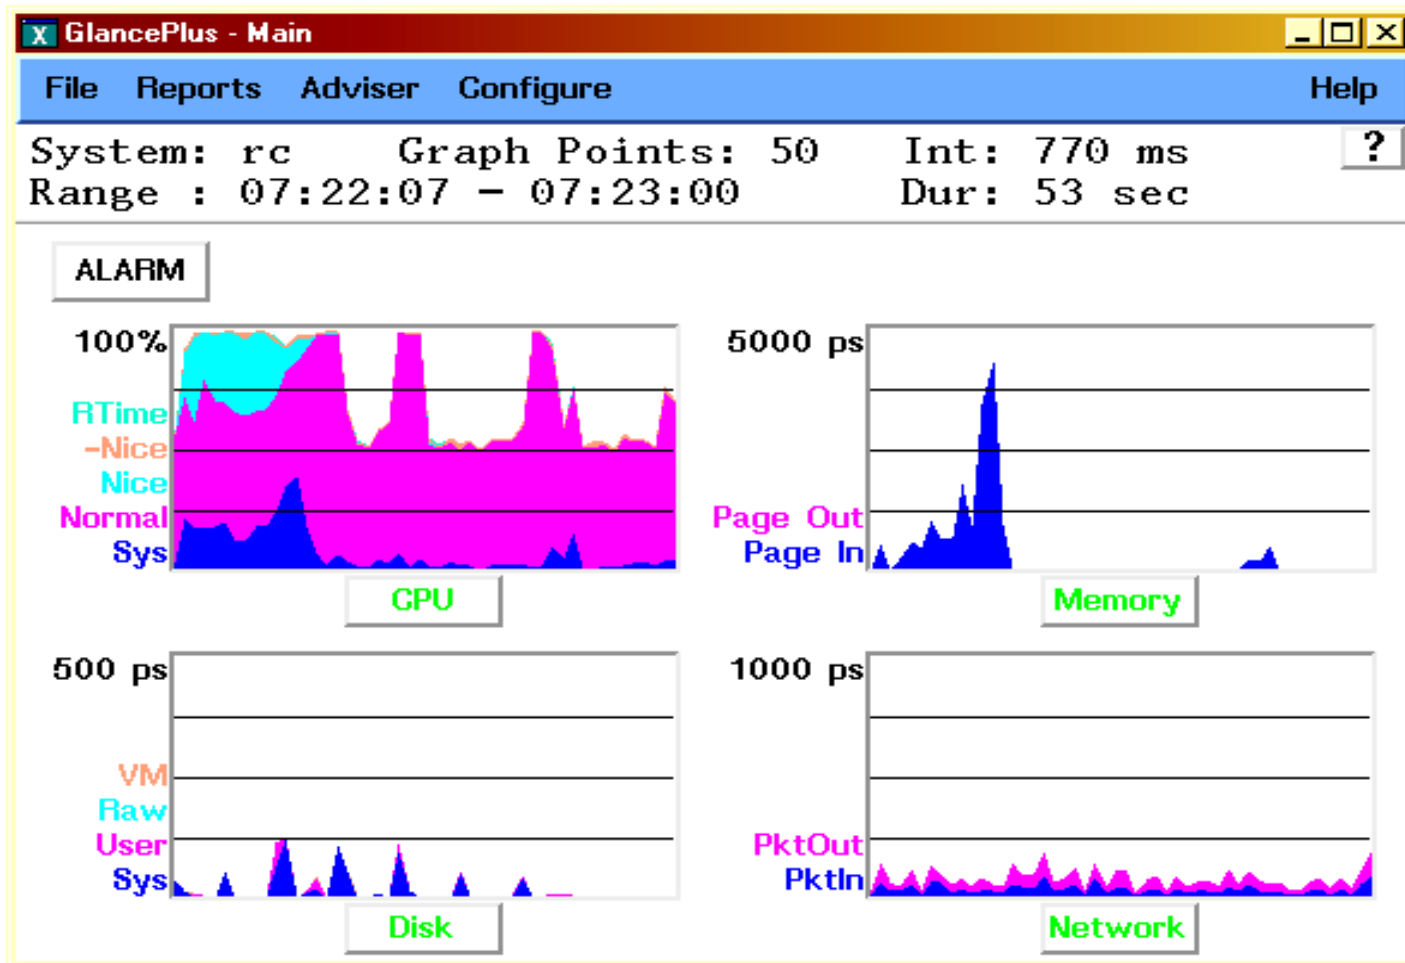 X GlancePlus - Main
File Reports Adviser Configure Help
System: rc Graph Points: 50 Int: 770 ms ?
Range : 07:22:07 - 07:23:00 Dur: 53 sec
ALARM
100%
RTime
-Nice
Nice
Normal
Sys
CPU
5000 ps
Page Out
Page In
Memory
500 ps
VM
Raw
User
Sys
Disk
1000 ps
PktOut
PktIn
Network